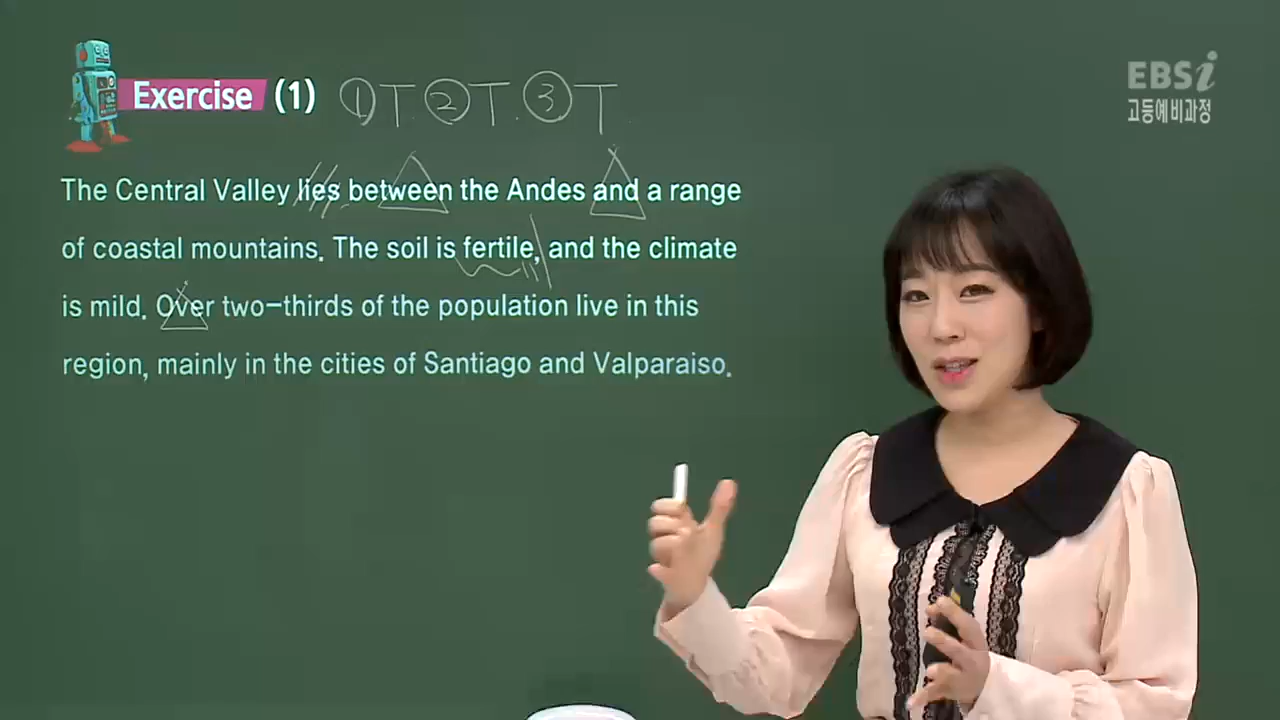 EBSi
고등예비과정
Exercise (1) ①T ②T ③T
The Central Valley lies between the Andes and a range
of coastal mountains. The soil is fertile, and the climate
is mild. Over two-thirds of the population live in this
region, mainly in the cities of Santiago and Valparaiso.